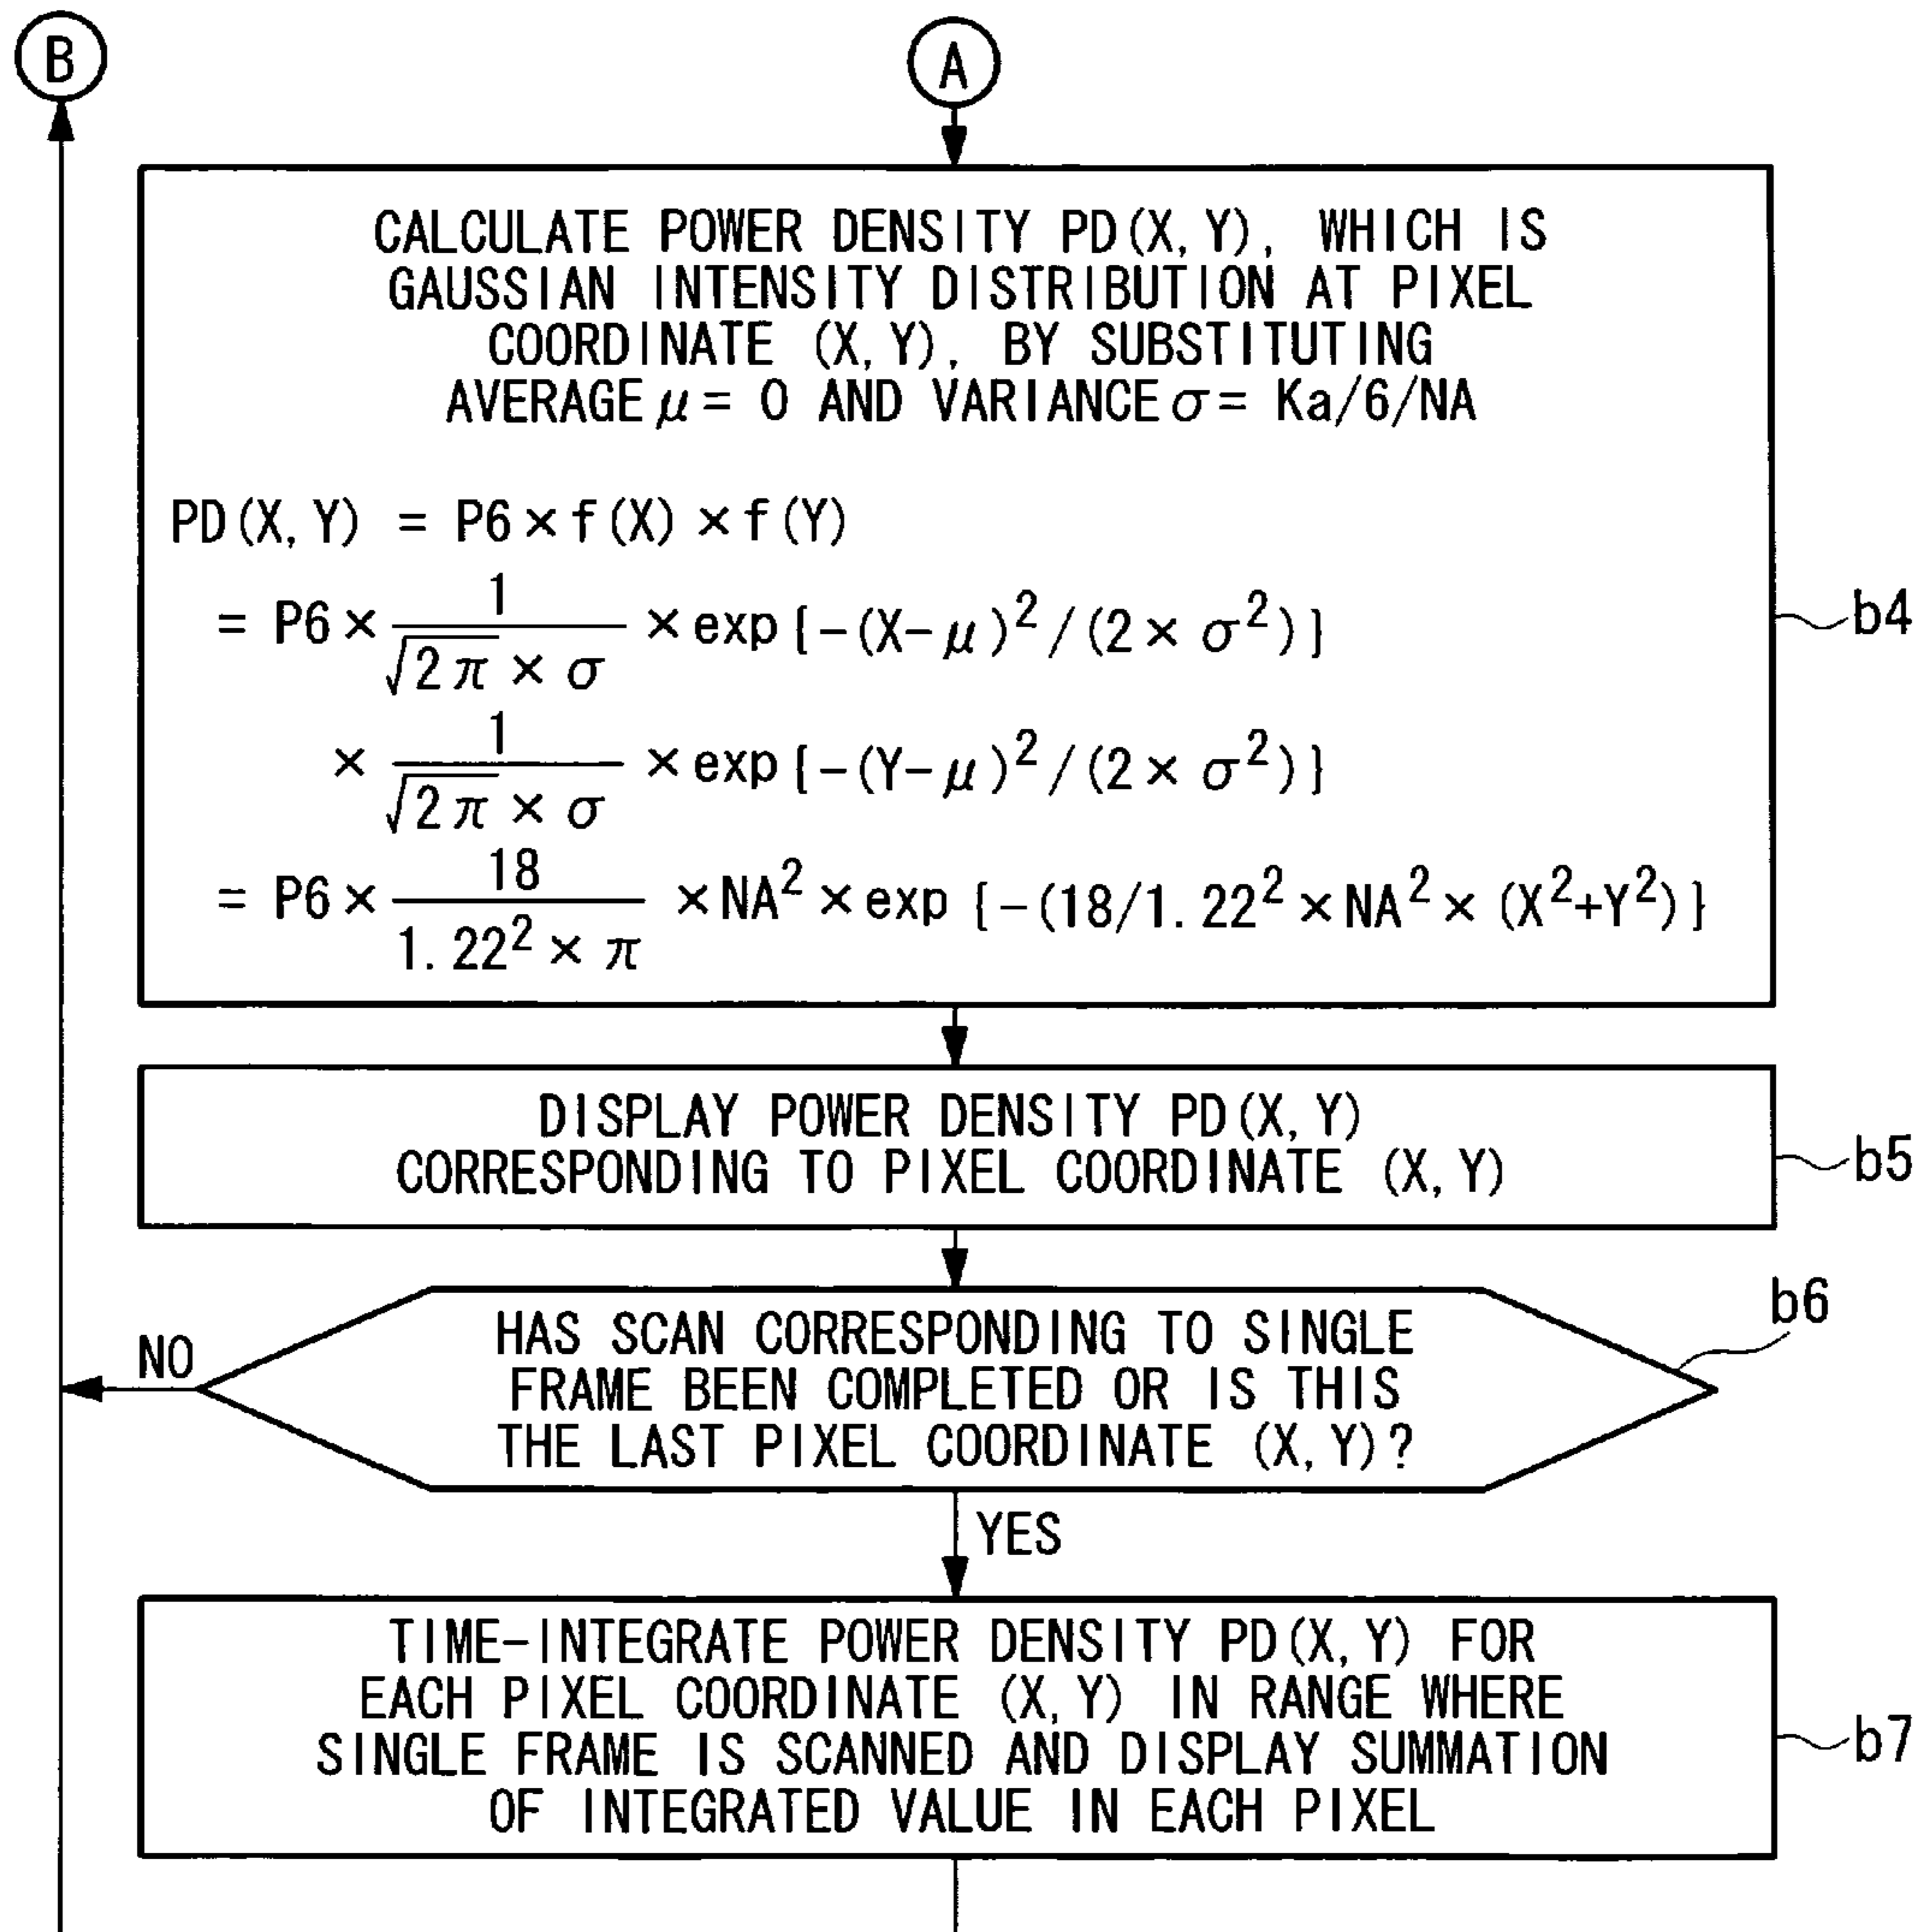 B
A
CALCULATE POWER DENSITY PD(X, Y), WHICH IS
GAUSSIAN INTENSITY DISTRIBUTION AT PIXEL
COORDINATE (X, Y), BY SUBSTITUTING
AVERAGE μ = 0 AND VARIANCE σ = Ka/6/NA
PD(X, Y) = P6 × f(X) × f(Y)
= P6 × 1/(√2π × σ) × exp{-(X-μ)²/(2 × σ²)}
× 1/(√2π × σ) × exp{-(Y-μ)²/(2 × σ²)}
= P6 × 18/(1.22² × π) × NA² × exp{-(18/1.22² × NA² × (X²+Y²)}
b4
DISPLAY POWER DENSITY PD(X, Y)
CORRESPONDING TO PIXEL COORDINATE (X, Y)
b5
HAS SCAN CORRESPONDING TO SINGLE
FRAME BEEN COMPLETED OR IS THIS
THE LAST PIXEL COORDINATE (X, Y)?
b6
NO
YES
TIME-INTEGRATE POWER DENSITY PD(X, Y) FOR
EACH PIXEL COORDINATE (X, Y) IN RANGE WHERE
SINGLE FRAME IS SCANNED AND DISPLAY SUMMATION
OF INTEGRATED VALUE IN EACH PIXEL
b7